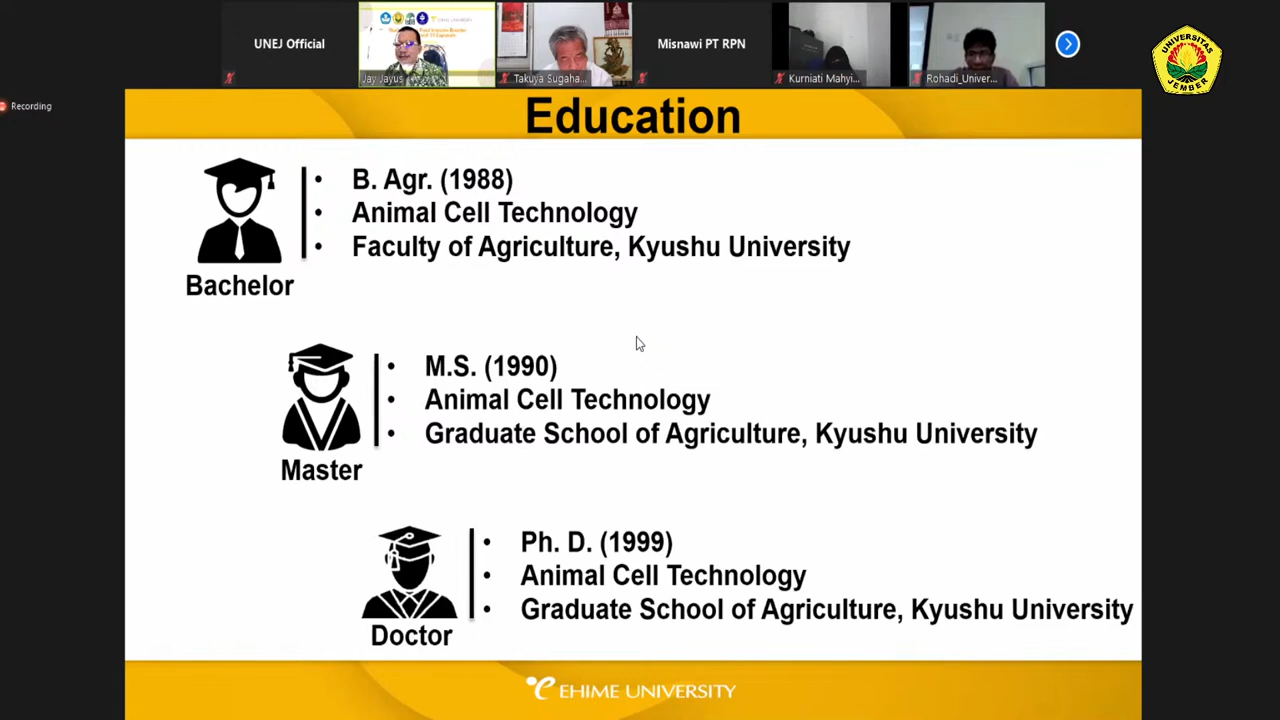 UNEJ Official
Jay Jayus
Takuya Sugaha...
Misnawi PT RPN
Kurniati Mahyi...
Rohadi_Univer...
UNIVERSITAS
JEMBER
Recording
Education
B. Agr. (1988)
Animal Cell Technology
Faculty of Agriculture, Kyushu University
Bachelor
M.S. (1990)
Animal Cell Technology
Graduate School of Agriculture, Kyushu University
Master
Ph. D. (1999)
Animal Cell Technology
Graduate School of Agriculture, Kyushu University
Doctor
EHIME UNIVERSITY